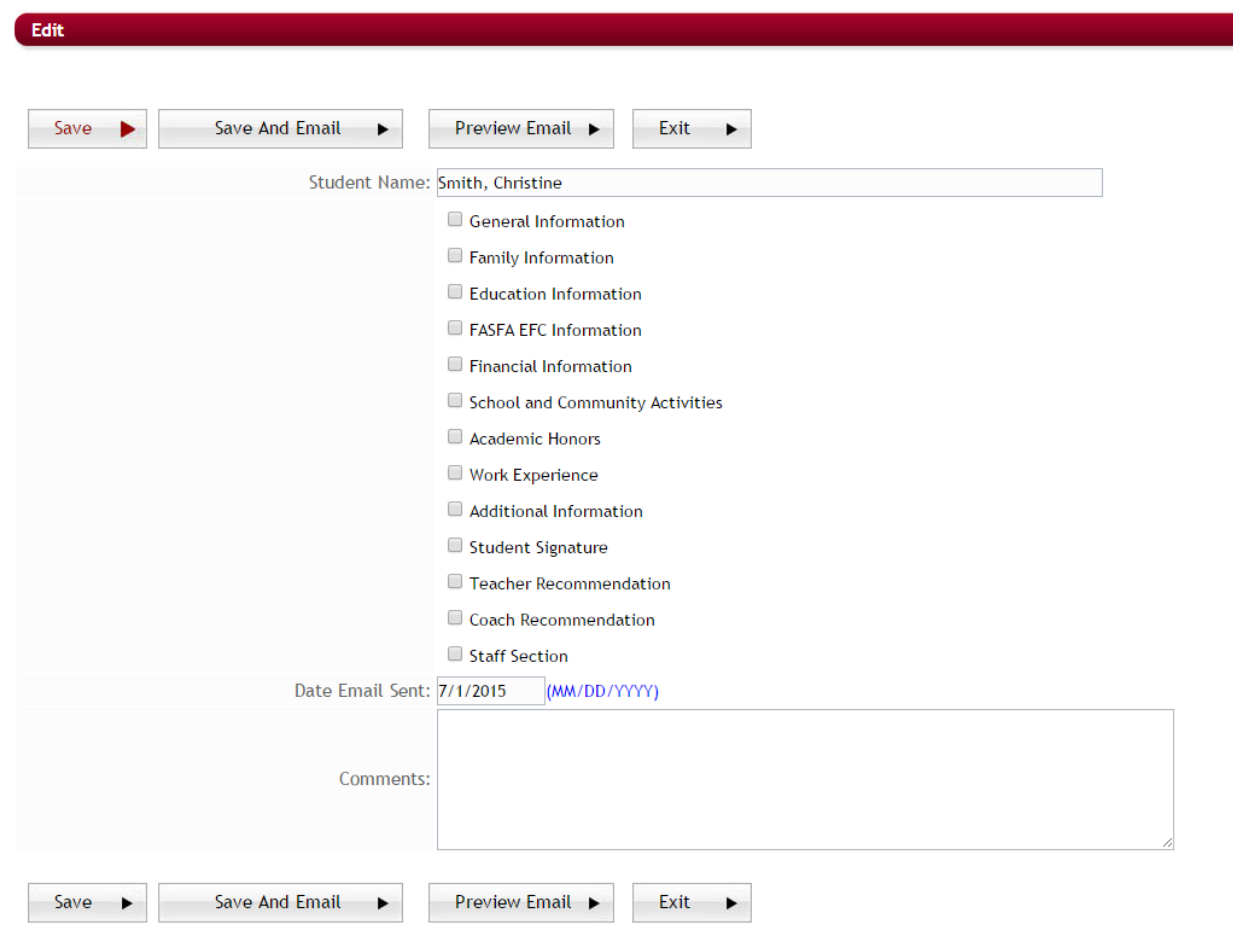 Edit
Save Save And Email Preview Email Exit
Student Name: Smith, Christine
General Information
Family Information
Education Information
FASFA EFC Information
Financial Information
School and Community Activities
Academic Honors
Work Experience
Additional Information
Student Signature
Teacher Recommendation
Coach Recommendation
Staff Section
Date Email Sent: 7/1/2015 (MM/DD/YYYY)
Comments:
Save Save And Email Preview Email Exit